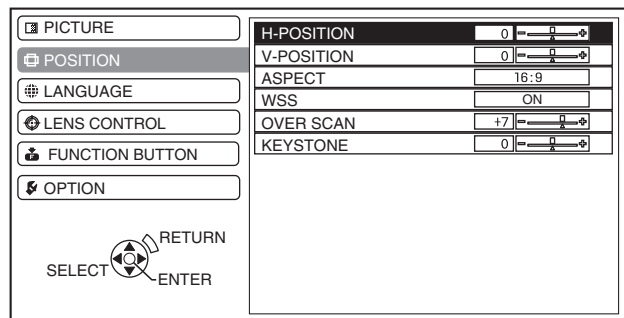 PICTURE
POSITION
LANGUAGE
LENS CONTROL
FUNCTION BUTTON
OPTION
RETURN
SELECT
ENTER
H-POSITION 0
V-POSITION 0
ASPECT 16:9
WSS ON
OVER SCAN +7
KEYSTONE 0